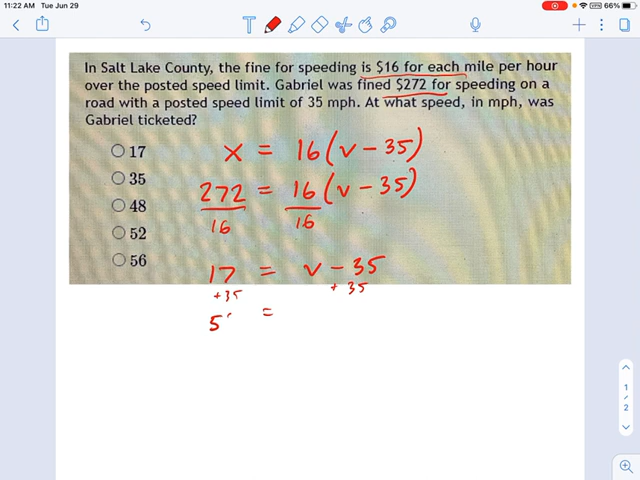 11:22 AM Tue Jun 29
66%
In Salt Lake County, the fine for speeding is $16 for each mile per hour
over the posted speed limit. Gabriel was fined $272 for speeding on a
road with a posted speed limit of 35 mph. At what speed, in mph, was
Gabriel ticketed?
17
35
48
52
56
x = 16(v - 35)
272 = 16(v - 35)
16 16
17 = v - 35
+35 + 35
5' =
1
/
2